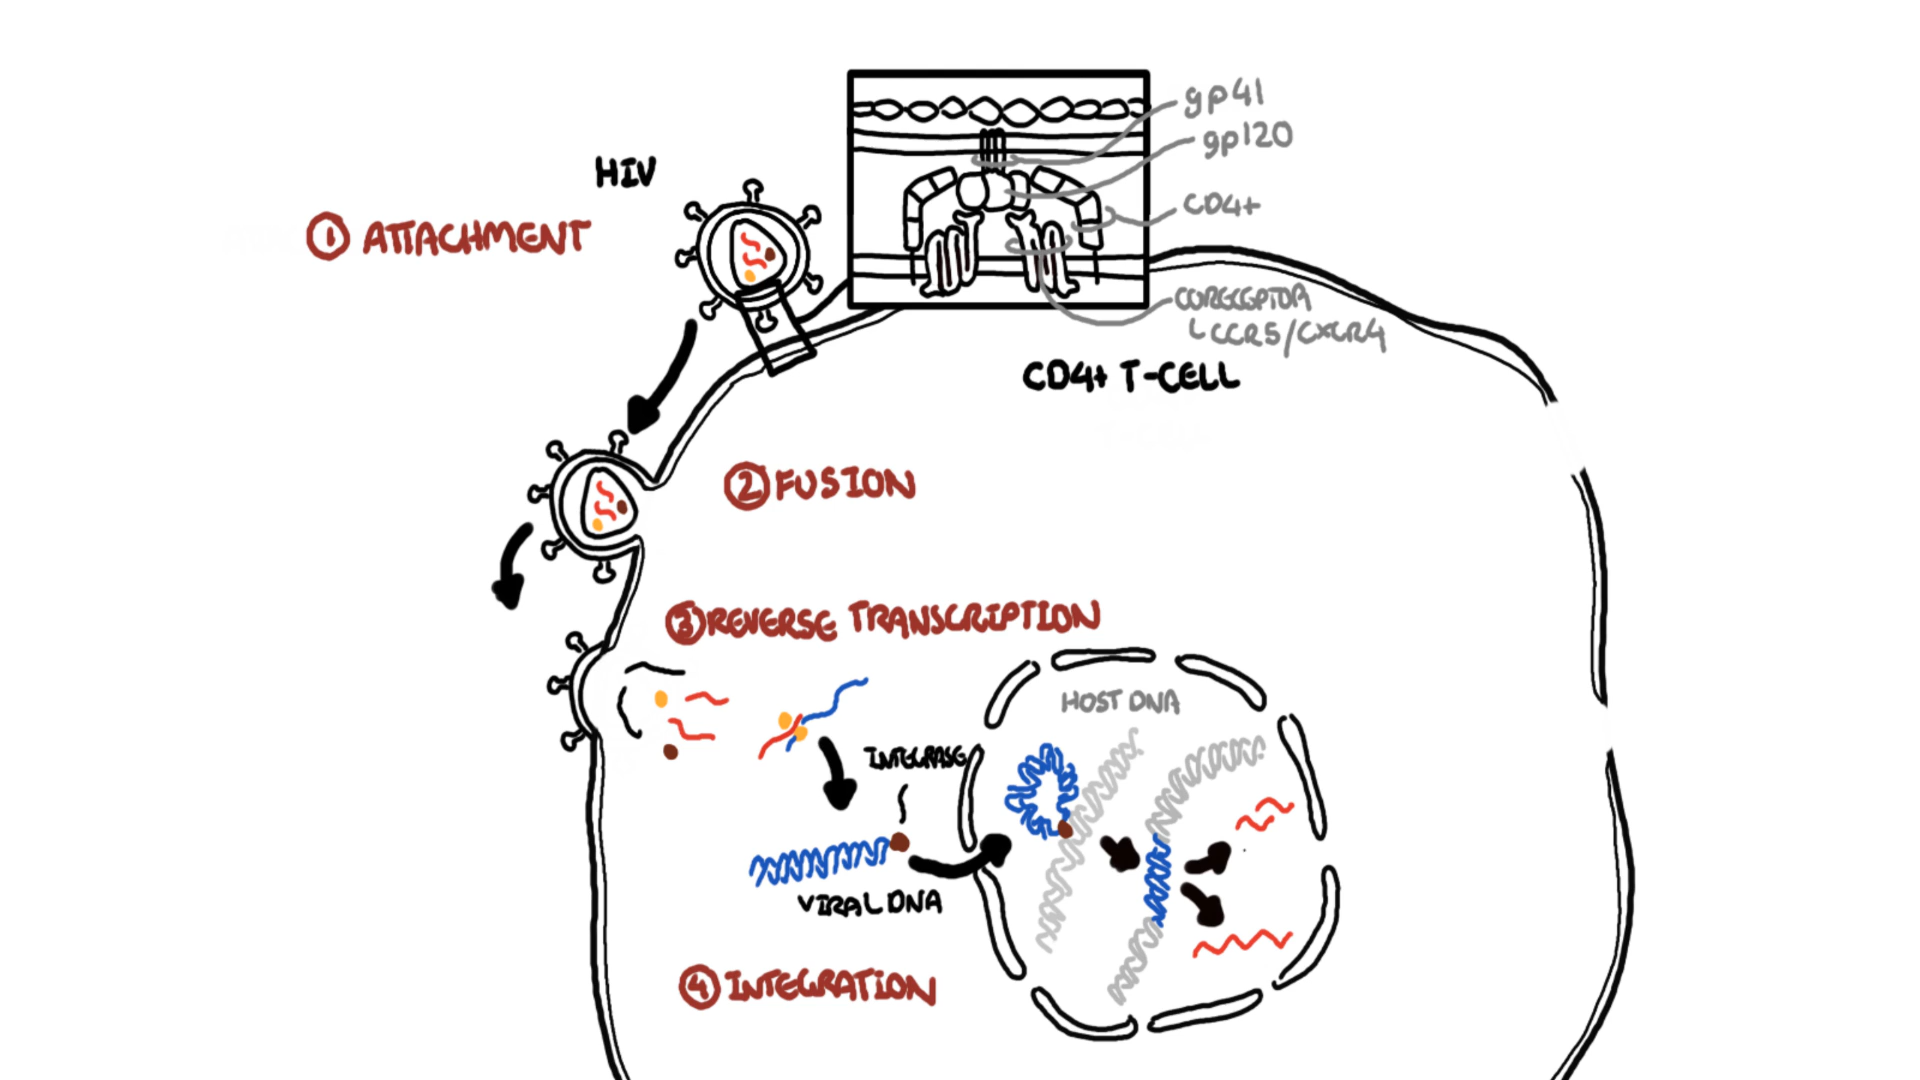 gp41
gp120
HIV
CD4+
① ATTACHMENT
CORECEPTOR
└ CCR5/CXCR4
CD4+ T-CELL
② FUSION
③ REVERSE TRANSCRIPTION
HOST DNA
INTEGRASE
VIRAL DNA
④ INTEGRATION